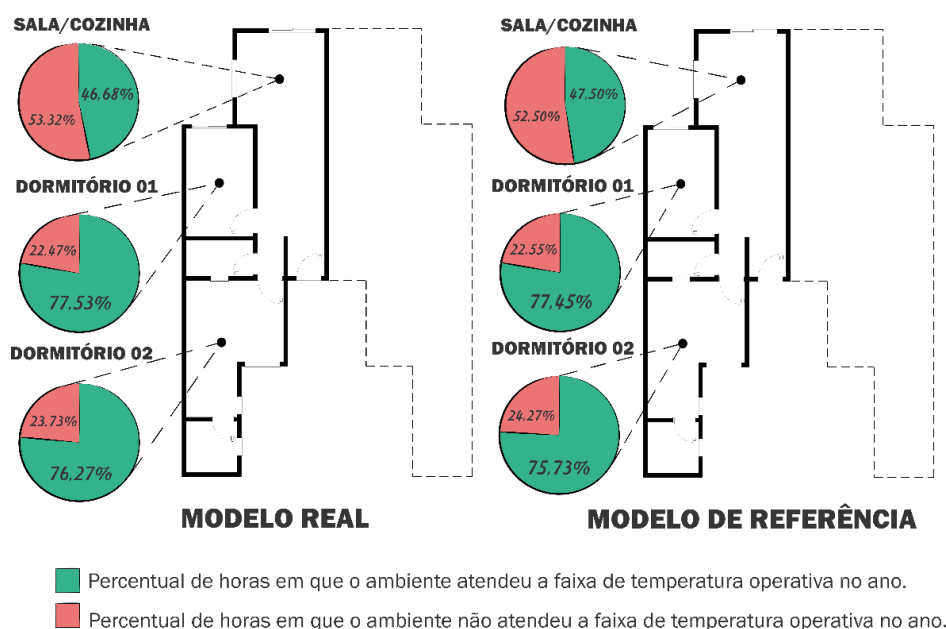 SALA/COZINHA
46,68%
53.32%
DORMITÓRIO 01
22.47%
77,53%
DORMITÓRIO 02
23,73%
76,27%
MODELO REAL
SALA/COZINHA
47,50%
52,50%
DORMITÓRIO 01
22.55%
77,45%
DORMITÓRIO 02
24,27%
75,73%
MODELO DE REFERÊNCIA
Percentual de horas em que o ambiente atendeu a faixa de temperatura operativa no ano.
Percentual de horas em que o ambiente não atendeu a faixa de temperatura operativa no ano.